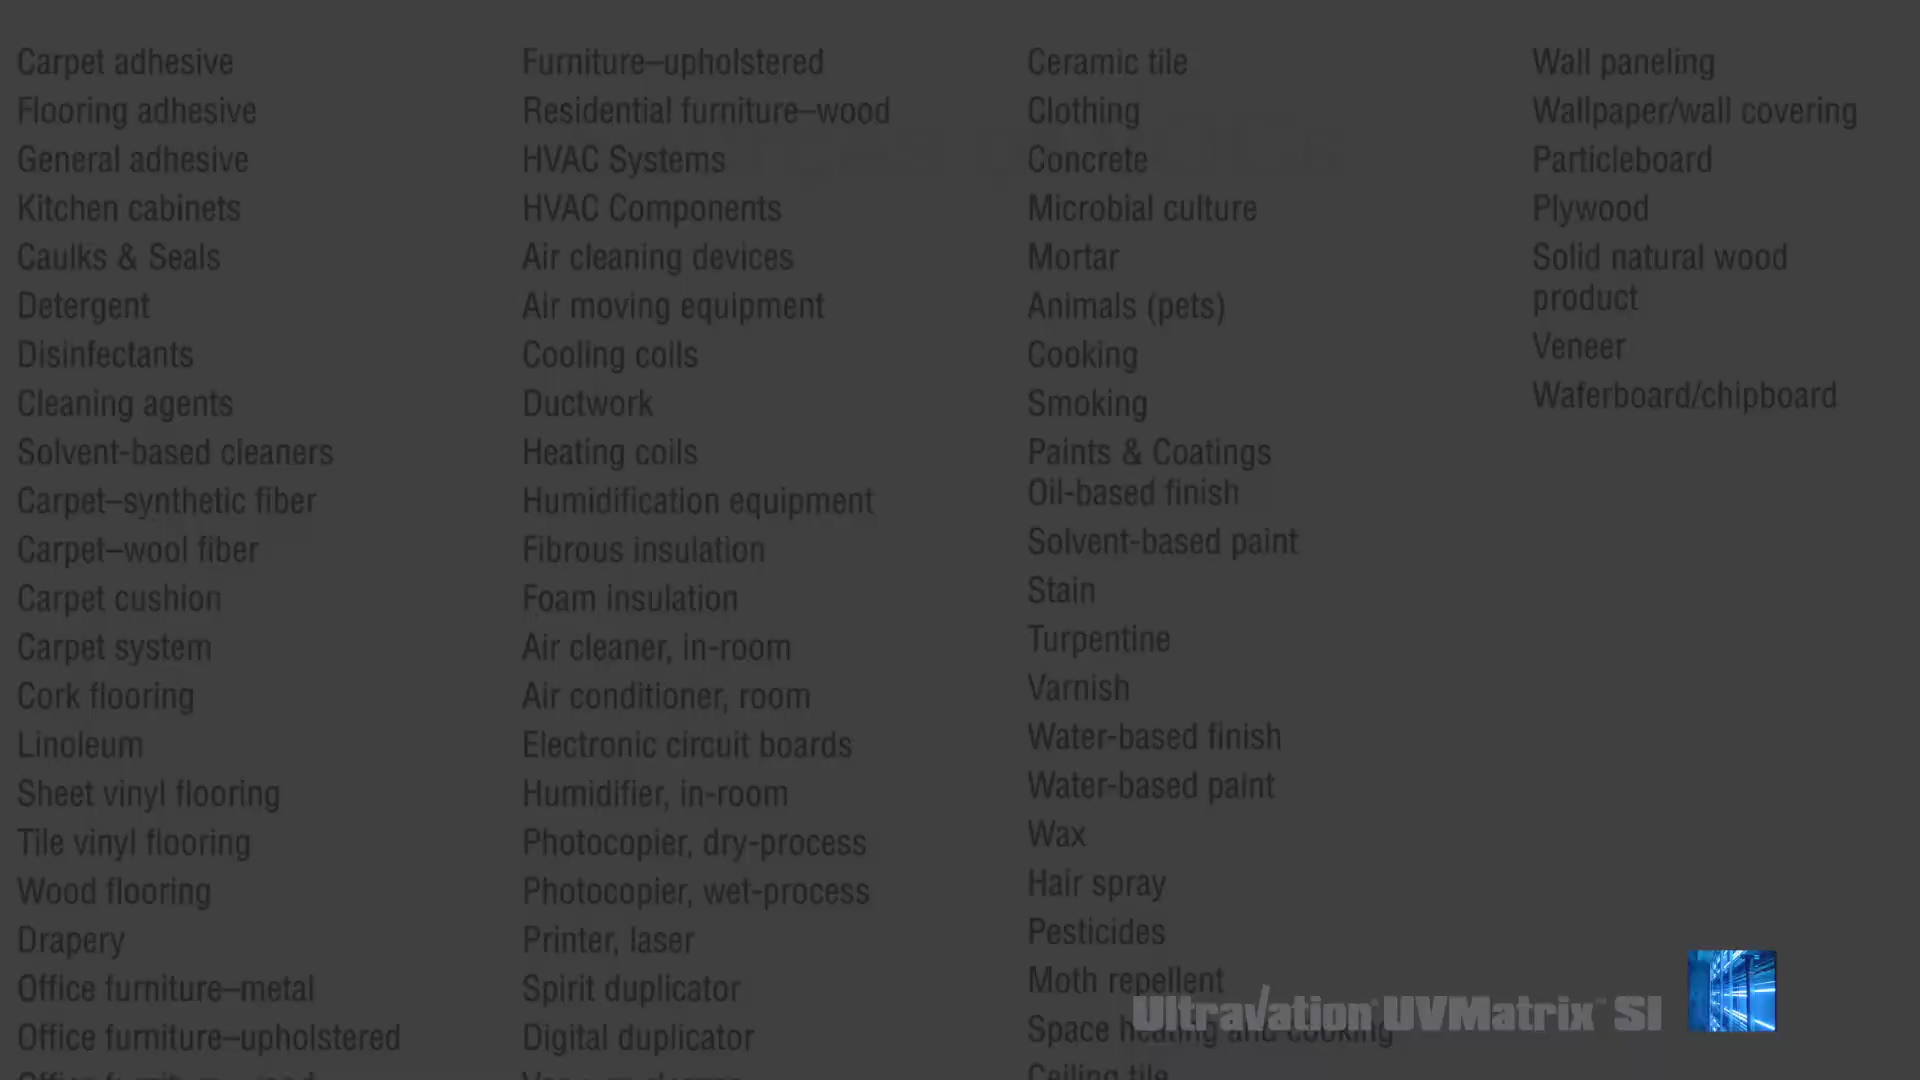 Carpet adhesive
Flooring adhesive
General adhesive
Kitchen cabinets
Caulks & Seals
Detergent
Disinfectants
Cleaning agents
Solvent-based cleaners
Carpet–synthetic fiber
Carpet–wool fiber
Carpet cushion
Carpet system
Cork flooring
Linoleum
Sheet vinyl flooring
Tile vinyl flooring
Wood flooring
Drapery
Office furniture–metal
Office furniture–upholstered
Furniture–upholstered
Residential furniture–wood
HVAC Systems
HVAC Components
Air cleaning devices
Air moving equipment
Cooling coils
Ductwork
Heating coils
Humidification equipment
Fibrous insulation
Foam insulation
Air cleaner, in-room
Air conditioner, room
Electronic circuit boards
Humidifier, in-room
Photocopier, dry-process
Photocopier, wet-process
Printer, laser
Spirit duplicator
Digital duplicator
Ceramic tile
Clothing
Concrete
Microbial culture
Mortar
Animals (pets)
Cooking
Smoking
Paints & Coatings
Oil-based finish
Solvent-based paint
Stain
Turpentine
Varnish
Water-based finish
Water-based paint
Wax
Hair spray
Pesticides
Moth repellent
Space heating and cooking
Ceiling tile
Wall paneling
Wallpaper/wall covering
Particleboard
Plywood
Solid natural wood
product
Veneer
Waferboard/chipboard
Ultravation® UVMatrix™ SI